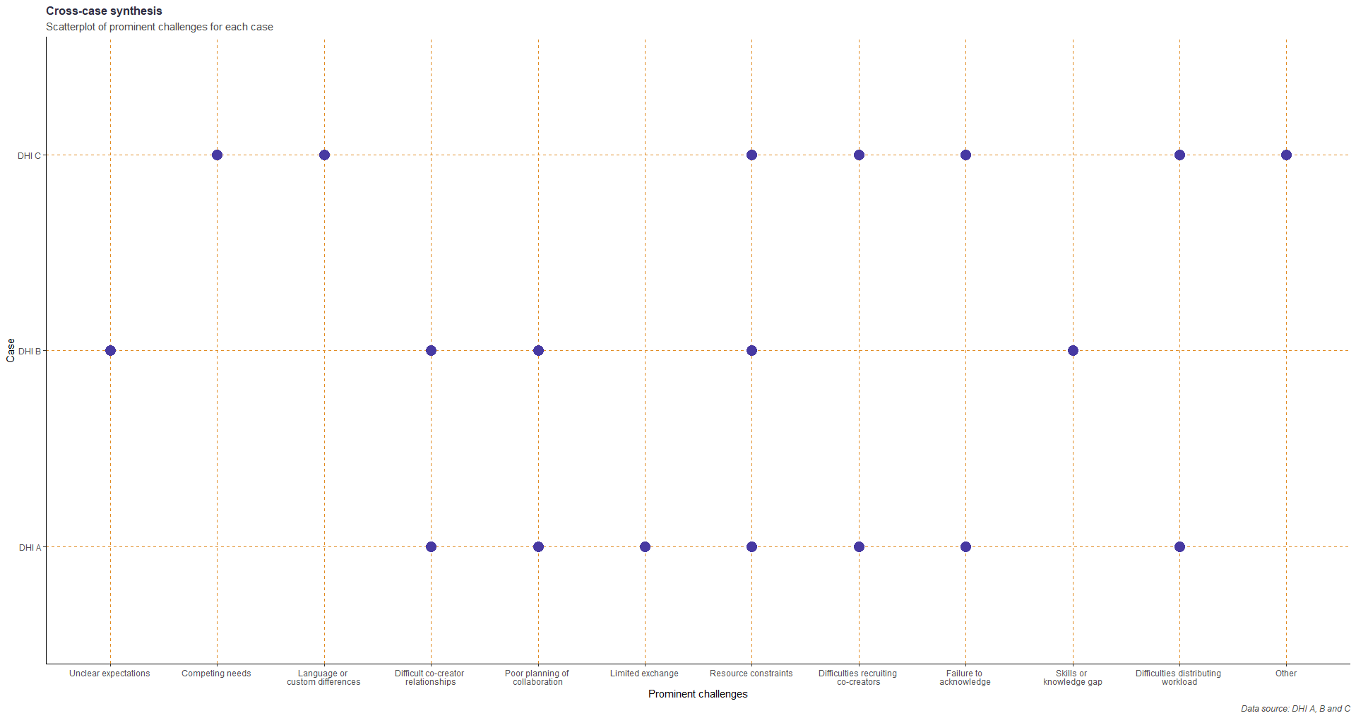 Cross-case synthesis
Scatterplot of prominent challenges for each case
DHI C
DHI B
DHI A
Case
Unclear expectations
Competing needs
Language or
custom differences
Difficult co-creator
relationships
Poor planning of
collaboration
Limited exchange
Resource constraints
Difficulties recruiting
co-creators
Failure to
acknowledge
Skills or
knowledge gap
Difficulties distributing
workload
Other
Prominent challenges
Data source: DHI A, B and C